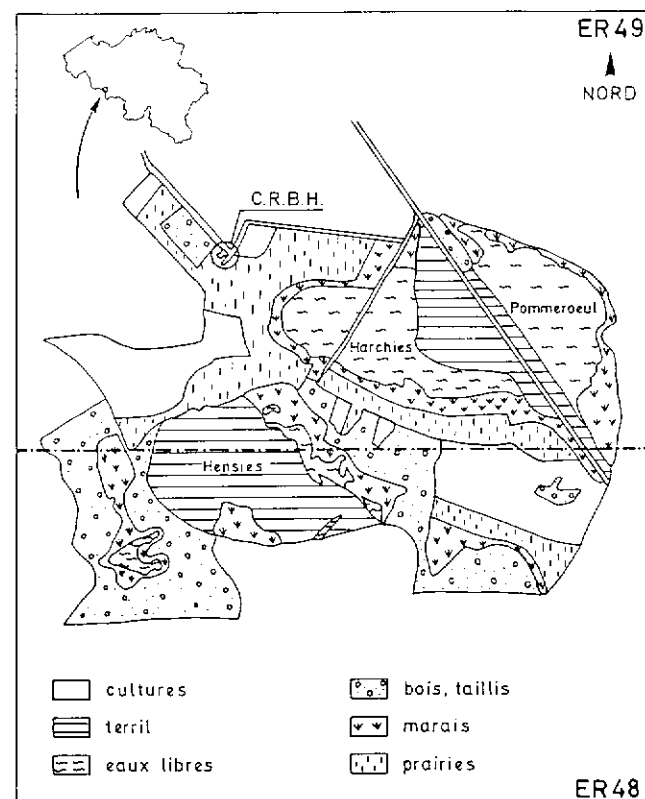 ER 49
NORD
C.R.B.H.
Pommeroeul
Harchies
Hensies
cultures
bois, taillis
terril
marais
eaux libres
prairies
ER 48